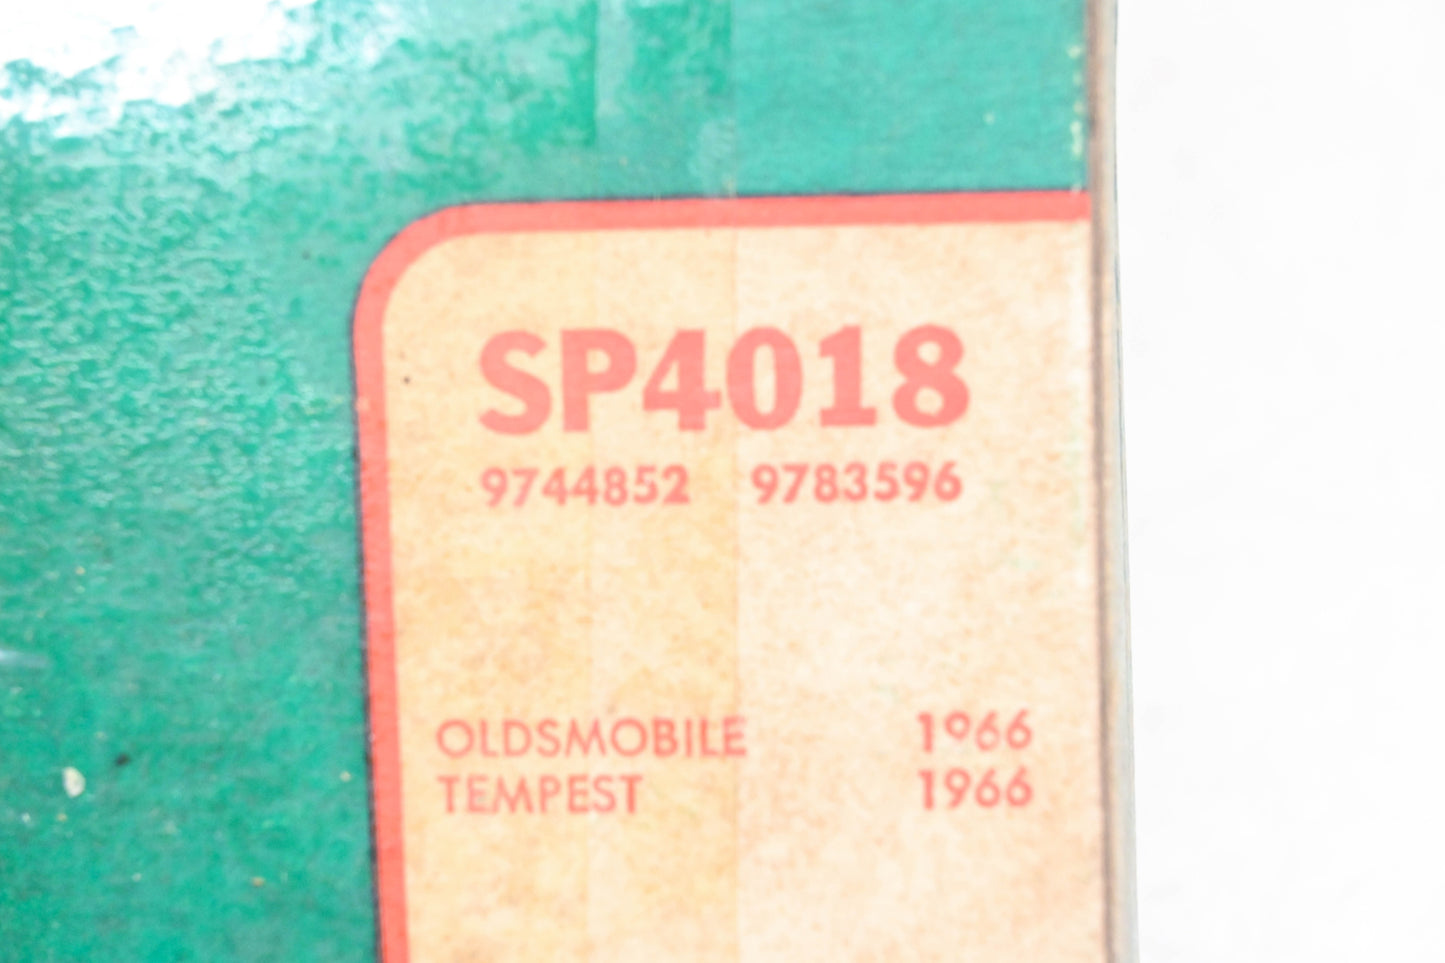 SP4018
9744852 9783596
OLDSMOBILE 1966
TEMPEST 1966